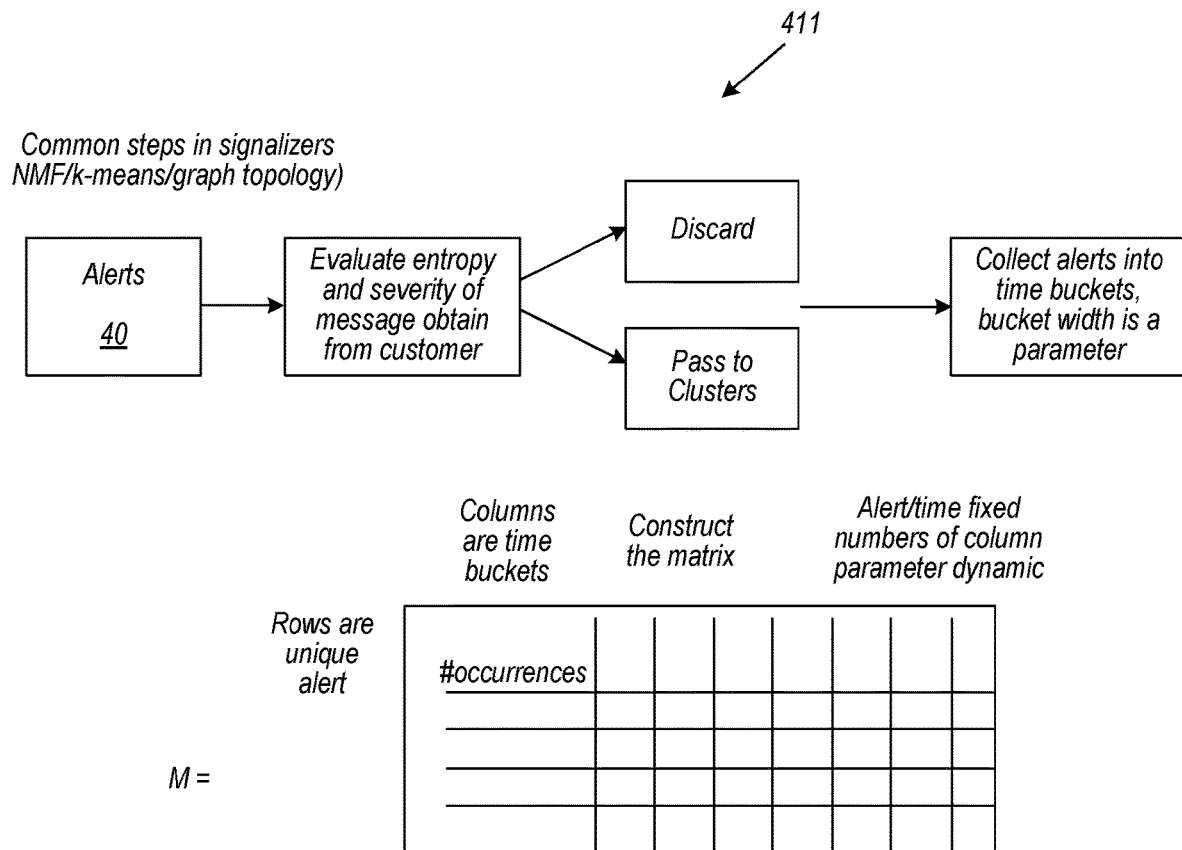 411
Common steps in signalizers
NMF/k-means/graph topology)
Alerts
40
Evaluate entropy
and severity of
message obtain
from customer
Discard
Pass to
Clusters
Collect alerts into
time buckets,
bucket width is a
parameter
Columns
are time
buckets
Construct
the matrix
Alert/time fixed
numbers of column
parameter dynamic
Rows are
unique
alert
#occurrences
M =